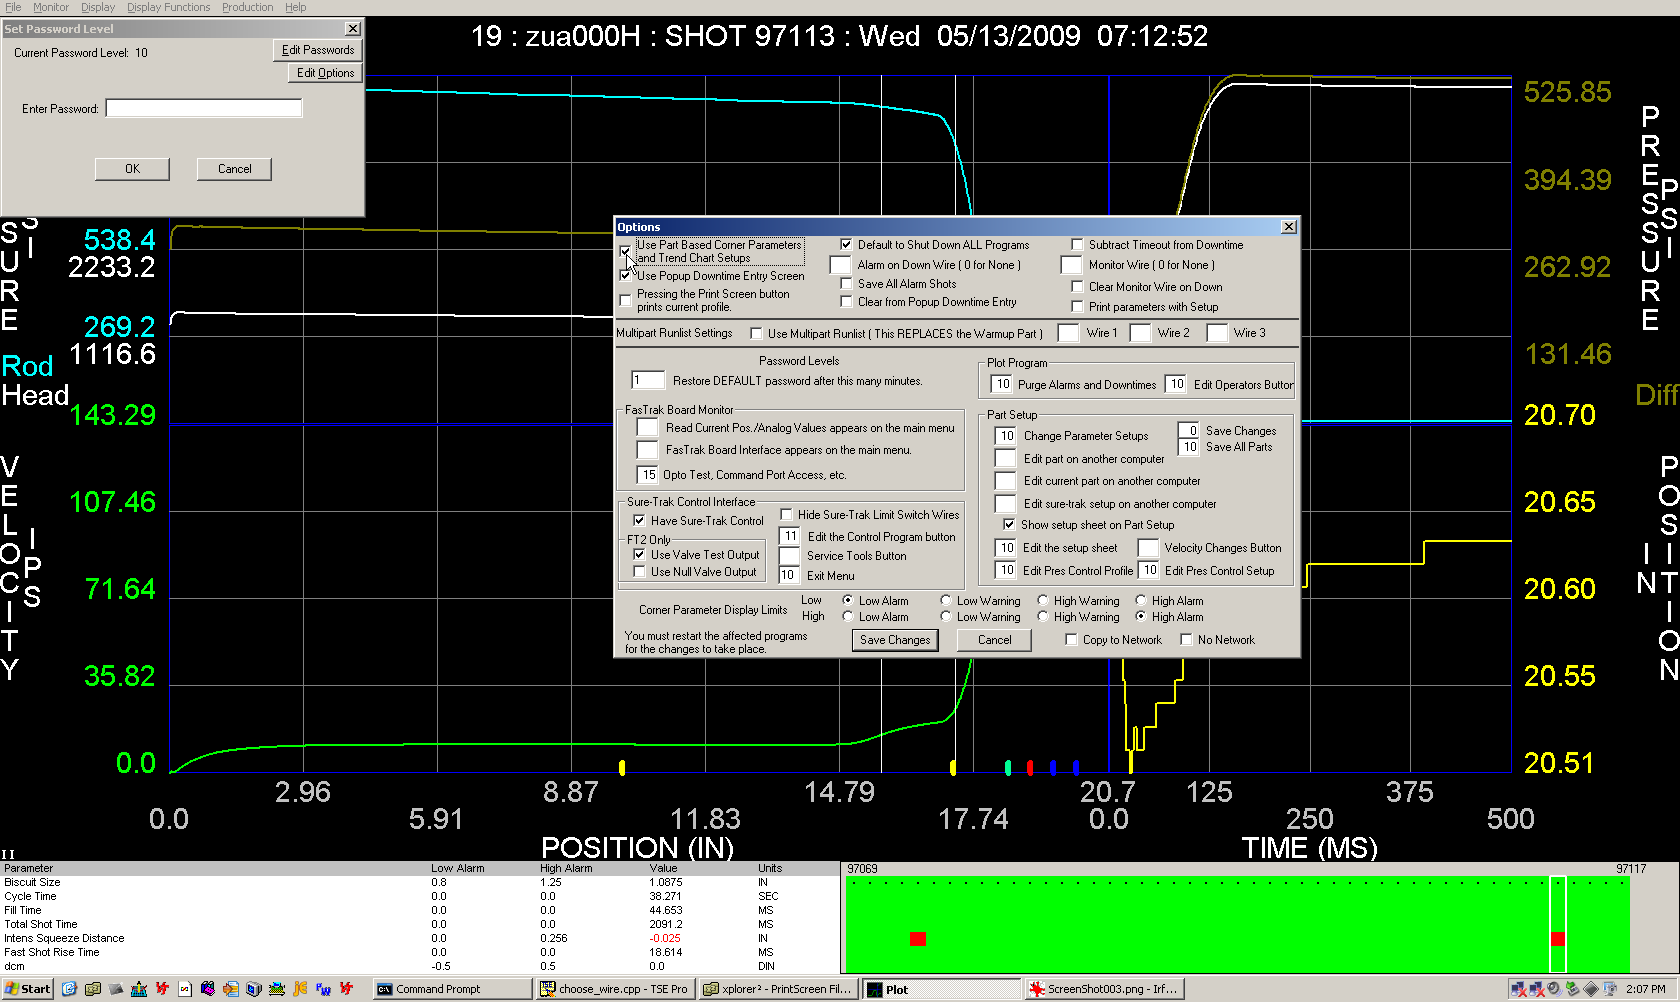 File Monitor Display Display Functions Production Help
Set Password Level
Current Password Level: 10
Edit Passwords
Edit Options
Enter Password:
OK Cancel
19 : zua000H : SHOT 97113 : Wed 05/13/2009 07:12:52
525.85
394.39
262.92
131.46
PRESSURE
PSI
Diff
SURE
SI
538.4
2233.2
269.2
1116.6
Rod
Head
143.29
107.46
71.64
35.82
0.0
VELOCITY
IPS
20.70
20.65
20.60
20.55
20.51
POSITION
IN
Options
Use Part Based Corner Parameters
and Trend Chart Setups
Use Popup Downtime Entry Screen
Pressing the Print Screen button
prints current profile.
Default to Shut Down ALL Programs
Alarm on Down Wire ( 0 for None )
Save All Alarm Shots
Clear from Popup Downtime Entry
Subtract Timeout from Downtime
Monitor Wire ( 0 for None )
Clear Monitor Wire on Down
Print parameters with Setup
Multipart Runlist Settings Use Multipart Runlist ( This REPLACES the Warmup Part ) Wire 1 Wire 2 Wire 3
Password Levels
1 Restore DEFAULT password after this many minutes.
FasTrak Board Monitor
Read Current Pos./Analog Values appears on the main menu
FasTrak Board Interface appears on the main menu.
15 Opto Test, Command Port Access, etc.
Sure-Trak Control Interface
Have Sure-Trak Control
FT2 Only
Use Valve Test Output
Use Null Valve Output
Hide Sure-Trak Limit Switch Wires
11 Edit the Control Program button
Service Tools Button
10 Exit Menu
Plot Program
10 Purge Alarms and Downtimes 10 Edit Operators Button
Part Setup
10 Change Parameter Setups
0 Save Changes
10 Save All Parts
Edit part on another computer
Edit current part on another computer
Edit sure-trak setup on another computer
Show setup sheet on Part Setup
10 Edit the setup sheet Velocity Changes Button
10 Edit Pres Control Profile 10 Edit Pres Control Setup
Corner Parameter Display Limits
Low Low Alarm Low Warning High Warning High Alarm
High Low Alarm Low Warning High Warning High Alarm
You must restart the affected programs
for the changes to take place.
Save Changes Cancel Copy to Network No Network
2.96 8.87 14.79 20.7 125 375
0.0 5.91 11.83 17.74 0.0 250 500
POSITION (IN) TIME (MS)
II
Parameter Low Alarm High Alarm Value Units
Biscuit Size 0.8 1.25 1.0875 IN
Cycle Time 0.0 0.0 38.271 SEC
Fill Time 0.0 0.0 44.653 MS
Total Shot Time 0.0 0.0 2091.2 MS
Intens Squeeze Distance 0.0 0.256 -0.025 IN
Fast Shot Rise Time 0.0 0.0 18.614 MS
dcm -0.5 0.5 0.0 DIN
97069 97117
Start Command Prompt choose_wire.cpp - TSE Pro xplorer² - PrintScreen Fil... Plot ScreenShot003.png - Irf... 2:07 PM